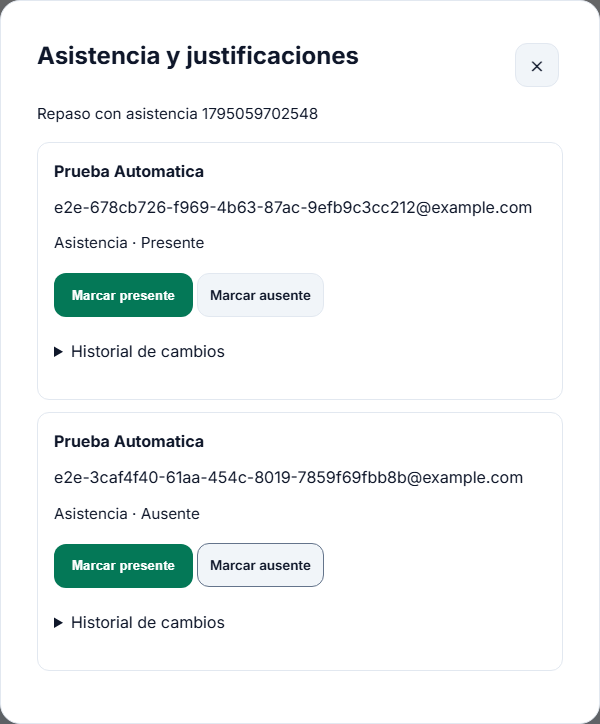 Asistencia y justificaciones
×
Repaso con asistencia 1795059702548
Prueba Automatica
e2e-678cb726-f969-4b63-87ac-9efb9c3cc212@example.com
Asistencia · Presente
Marcar presente Marcar ausente
▶ Historial de cambios
Prueba Automatica
e2e-3caf4f40-61aa-454c-8019-7859f69fbb8b@example.com
Asistencia · Ausente
Marcar presente Marcar ausente
▶ Historial de cambios